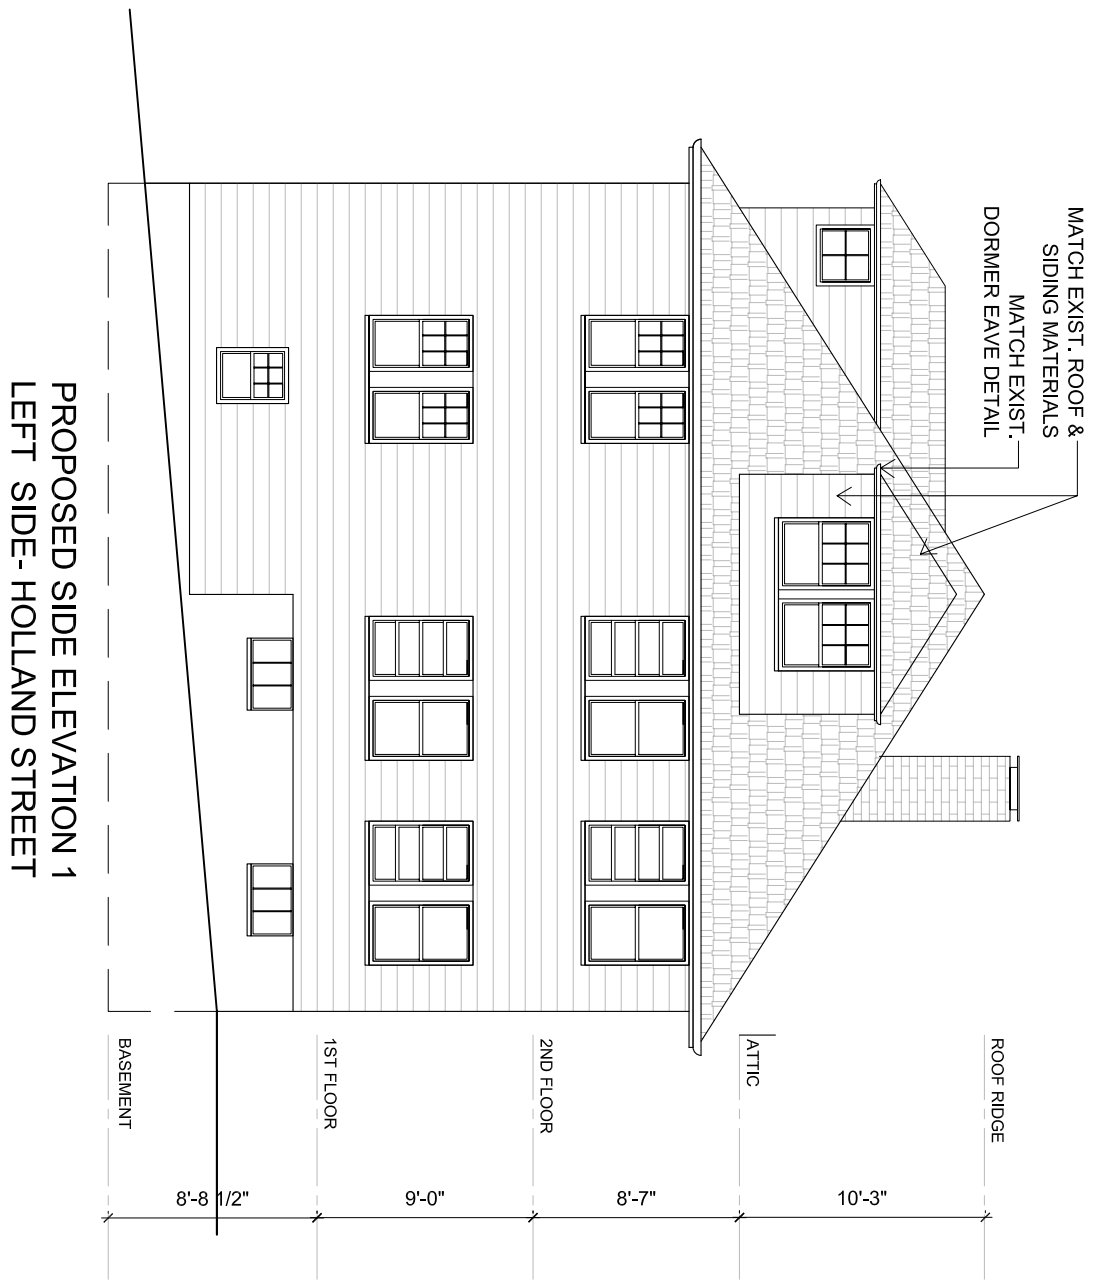 MATCH EXIST. ROOF &
SIDING MATERIALS
MATCH EXIST.
DORMER EAVE DETAIL
ROOF RIDGE
10'-3"
ATTIC
8'-7"
2ND FLOOR
9'-0"
1ST FLOOR
8'-8 1/2"
BASEMENT
PROPOSED SIDE ELEVATION 1
LEFT SIDE- HOLLAND STREET